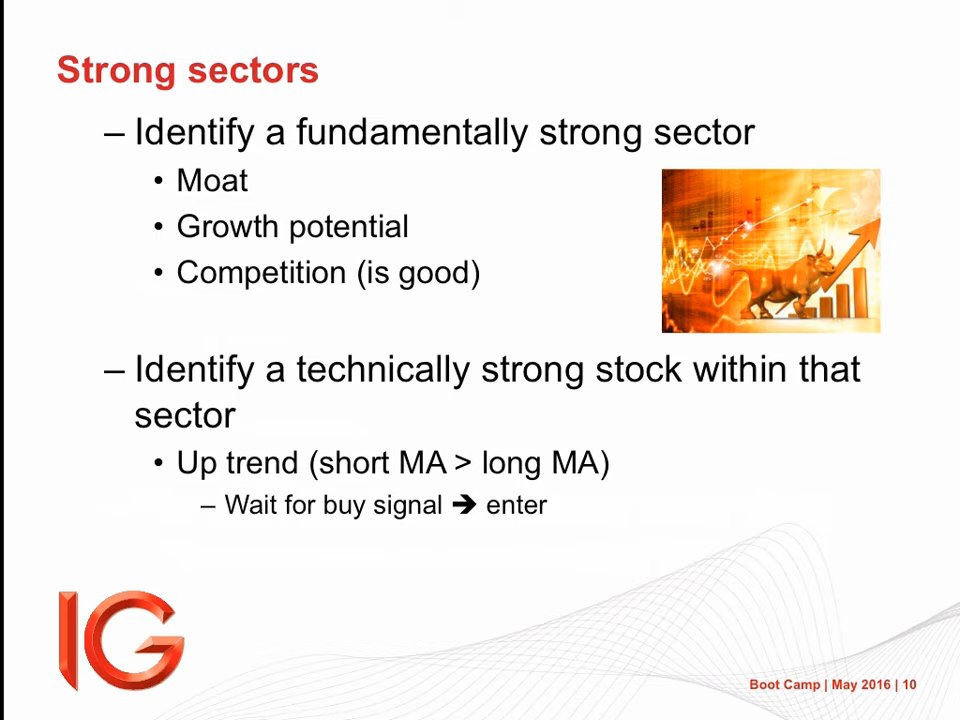 Strong sectors
– Identify a fundamentally strong sector
• Moat
• Growth potential
• Competition (is good)
– Identify a technically strong stock within that
sector
• Up trend (short MA > long MA)
– Wait for buy signal ➔ enter
IG
Boot Camp | May 2016 | 10